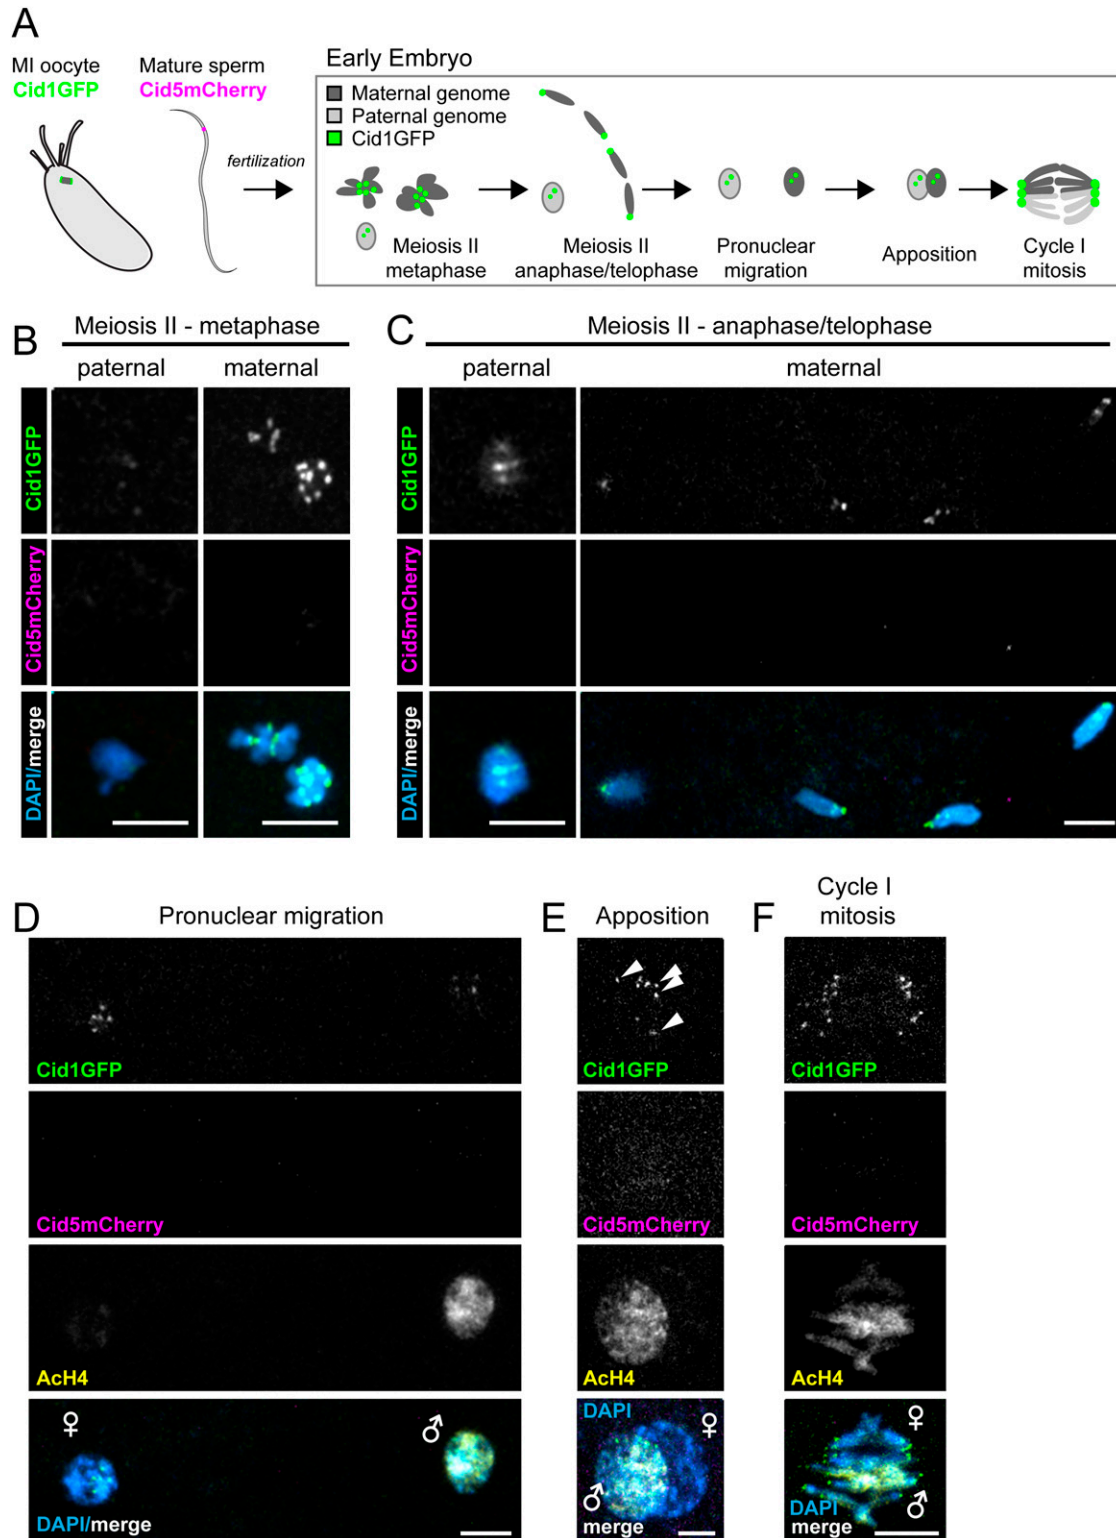 A
MI oocyte
Cid1GFP
Mature sperm
Cid5mCherry
fertilization
Early Embryo
Maternal genome
Paternal genome
Cid1GFP
Meiosis II
metaphase
Meiosis II
anaphase/telophase
Pronuclear
migration
Apposition
Cycle I
mitosis
B
Meiosis II - metaphase
paternal
maternal
Cid1GFP
Cid5mCherry
DAPI/merge
C
Meiosis II - anaphase/telophase
paternal
maternal
Cid1GFP
Cid5mCherry
DAPI/merge
D
Pronuclear migration
Cid1GFP
Cid5mCherry
AcH4
♀
♂
DAPI/merge
E
Apposition
Cid1GFP
Cid5mCherry
AcH4
DAPI
♀
♂
merge
F
Cycle I
mitosis
Cid1GFP
Cid5mCherry
AcH4
♀
♂
DAPI
merge